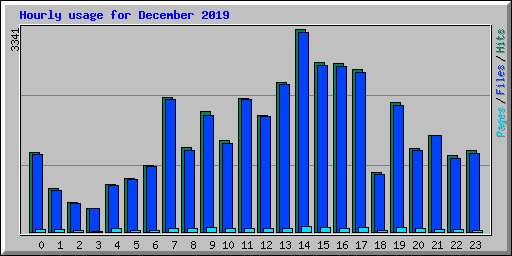 Hourly usage for December 2019
3341
Pages / Files / Hits
0 1 2 3 4 5 6 7 8 9 10 11 12 13 14 15 16 17 18 19 20 21 22 23